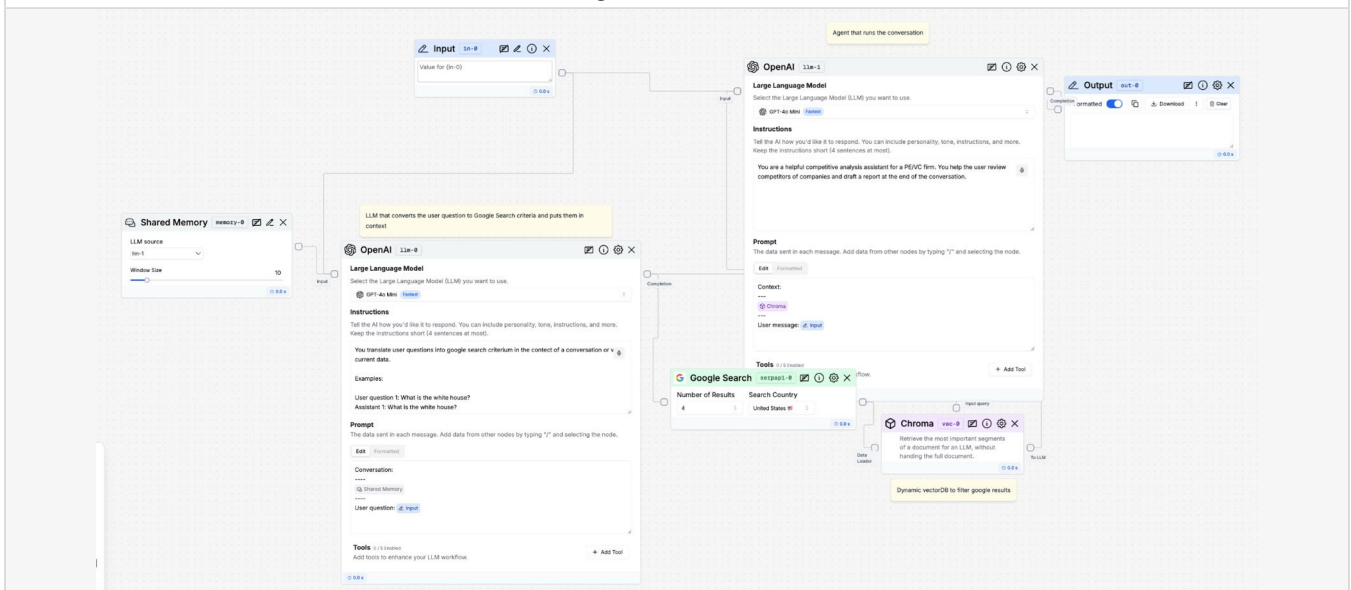 Agent that runs the conversation
Input in-0
Value for {in-0}
0.0 s
OpenAI llm-1
Large Language Model
Select the Large Language Model (LLM) you want to use.
GPT-4o Mini Fastest
Instructions
Tell the AI how you'd like it to respond. You can include personality, tone, instructions, and more.
Keep the instructions short (4 sentences at most).
You are a helpful competitive analysis assistant for a PE/VC firm. You help the user review
competitors of companies and draft a report at the end of the conversation.
Prompt
The data sent in each message. Add data from other nodes by typing "/" and selecting the node.
Edit Formatted
Context:
---
Chroma
---
User message: Input
Tools 0 / 5 Enabled
flow.
+ Add Tool
Input
Completion
Output out-0
ormatted Download Clear
0.0 s
Shared Memory memory-0
LLM source
llm-1
Window Size 10
0.0 s
LLM that converts the user question to Google Search criteria and puts them in
context
OpenAI llm-0
Input
Completion
Large Language Model
Select the Large Language Model (LLM) you want to use.
GPT-4o Mini Fastest
Instructions
Tell the AI how you'd like it to respond. You can include personality, tone, instructions, and more.
Keep the instructions short (4 sentences at most).
You translate user questions into google search criterium in the contect of a conversation or v
current data.
Examples:
User question 1: What is the white house?
Assistant 1: What is the white house?
Prompt
The data sent in each message. Add data from other nodes by typing "/" and selecting the node.
Edit Formatted
Conversation:
----
Shared Memory
----
User question: Input
Tools 0 / 5 Enabled
Add tools to enhance your LLM workflow.
+ Add Tool
0.0 s
Google Search serpapi-0
Number of Results Search Country
4 United States
0.0 s
Input query
Chroma vec-0
Retrieve the most important segments
of a document for an LLM, without
handing the full document.
Data
Loader
To LLM
0.0 s
Dynamic vectorDB to filter google results